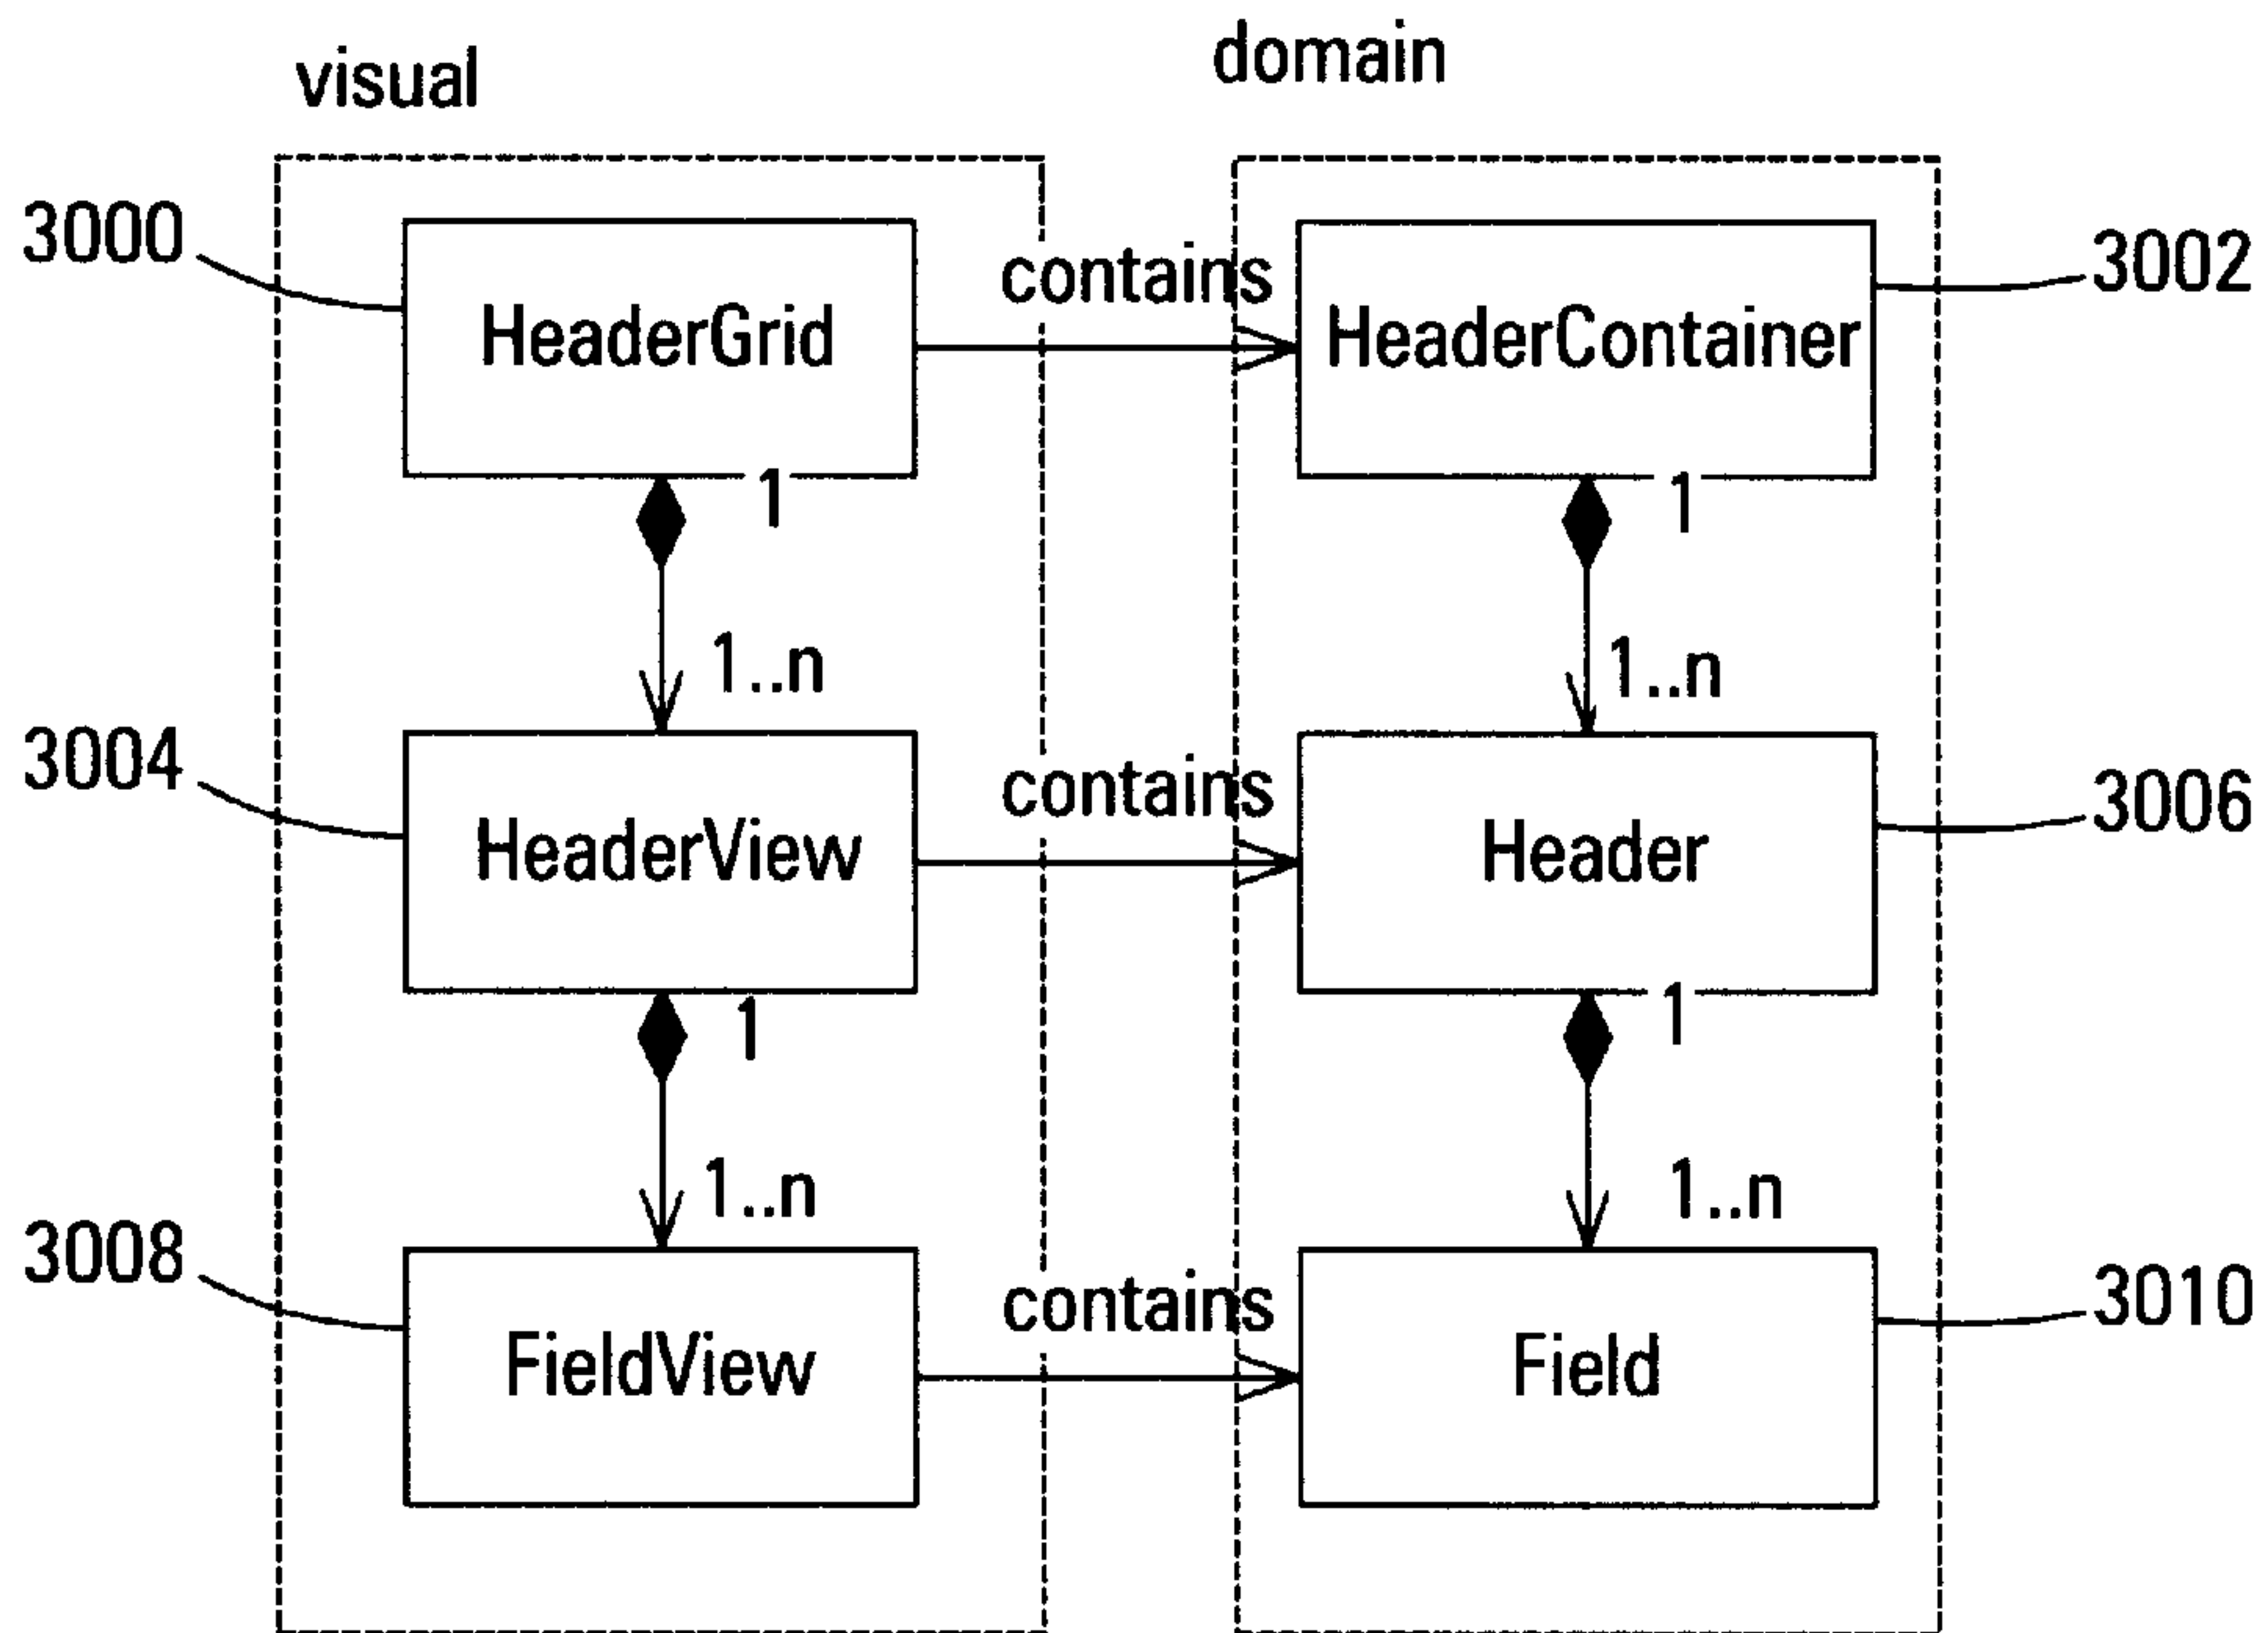 visual
domain
3000
HeaderGrid
contains
HeaderContainer
3002
1
1
1..n
1..n
3004
HeaderView
contains
Header
3006
1
1
1..n
1..n
3008
FieldView
contains
Field
3010